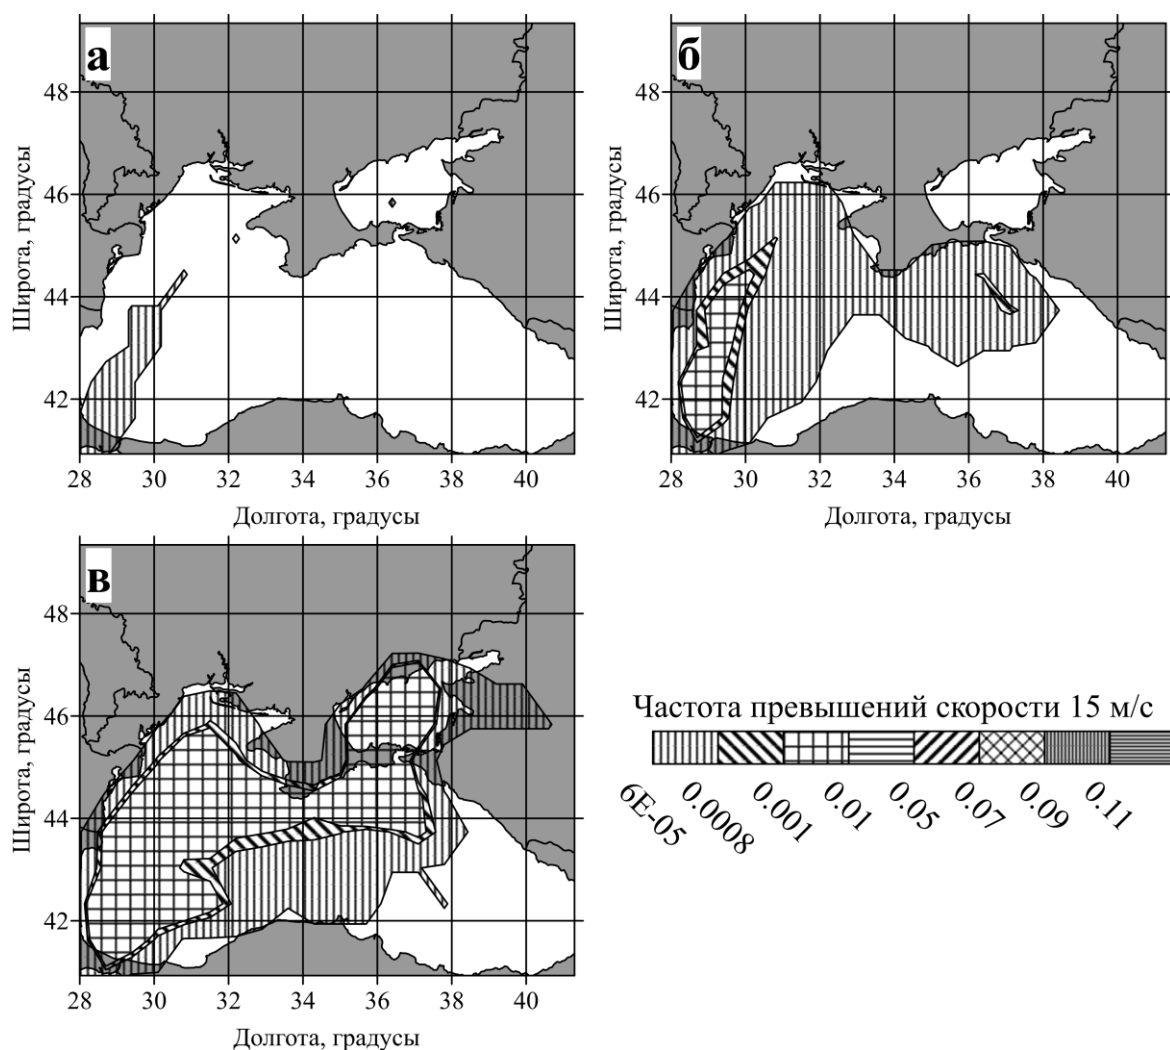 а
48
46
44
42
28 30 32 34 36 38 40
Широта, градусы
Долгота, градусы
б
48
46
44
42
28 30 32 34 36 38 40
Широта, градусы
Долгота, градусы
в
48
46
44
42
28 30 32 34 36 38 40
Широта, градусы
Долгота, градусы
Частота превышений скорости 15 м/с
6E-05 0.0008 0.001 0.01 0.05 0.07 0.09 0.11